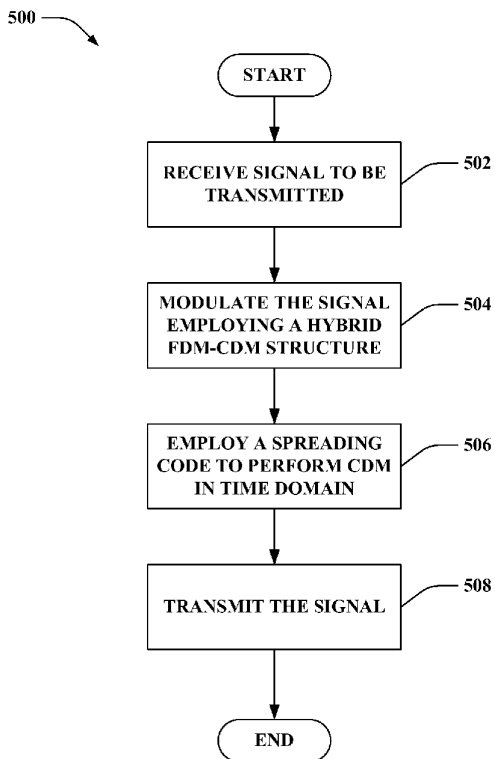 500
START
RECEIVE SIGNAL TO BE
TRANSMITTED
502
MODULATE THE SIGNAL
EMPLOYING A HYBRID
FDM-CDM STRUCTURE
504
EMPLOY A SPREADING
CODE TO PERFORM CDM
IN TIME DOMAIN
506
TRANSMIT THE SIGNAL
508
END